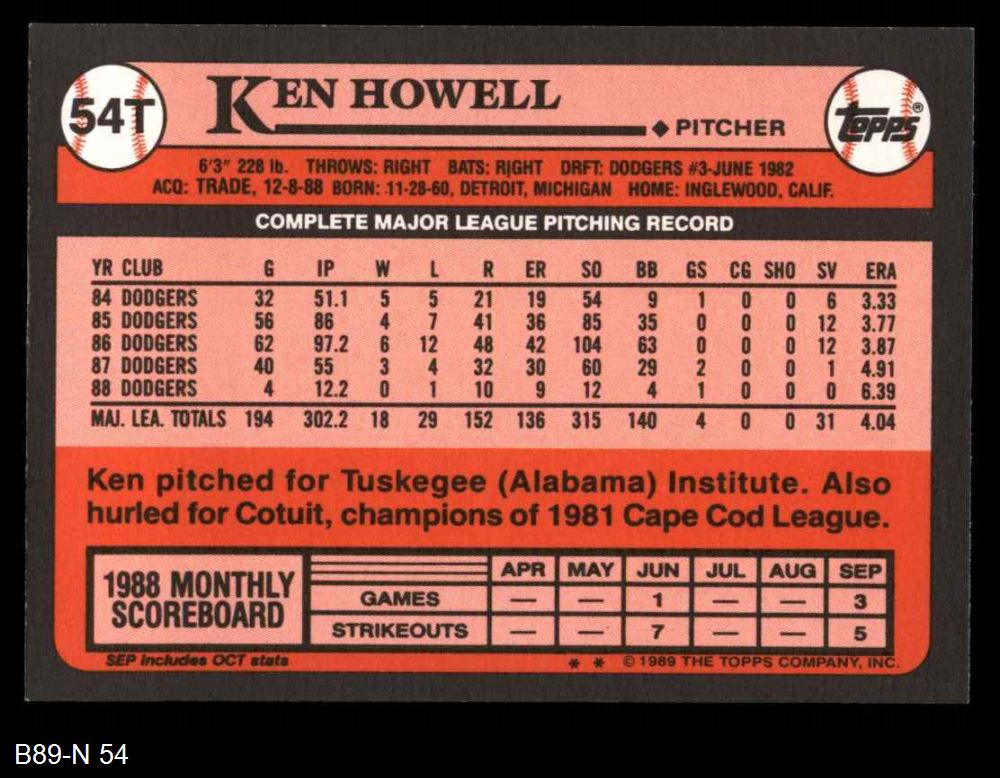 54T
KEN HOWELL
◆ PITCHER
TOPPS®
6'3" 228 lb. THROWS: RIGHT BATS: RIGHT DRFT: DODGERS #3-JUNE 1982
ACQ: TRADE, 12-8-88 BORN: 11-28-60, DETROIT, MICHIGAN HOME: INGLEWOOD, CALIF.
COMPLETE MAJOR LEAGUE PITCHING RECORD
YR CLUB G IP W L R ER SO BB GS CG SHO SV ERA
84 DODGERS 32 51.1 5 5 21 19 54 9 1 0 0 6 3.33
85 DODGERS 56 86 4 7 41 36 85 35 0 0 0 12 3.77
86 DODGERS 62 97.2 6 12 48 42 104 63 0 0 0 12 3.87
87 DODGERS 40 55 3 4 32 30 60 29 2 0 0 1 4.91
88 DODGERS 4 12.2 0 1 10 9 12 4 1 0 0 0 6.39
MAJ. LEA. TOTALS 194 302.2 18 29 152 136 315 140 4 0 0 31 4.04
Ken pitched for Tuskegee (Alabama) Institute. Also
hurled for Cotuit, champions of 1981 Cape Cod League.
1988 MONTHLY
SCOREBOARD
APR MAY JUN JUL AUG SEP
GAMES — — 1 — — 3
STRIKEOUTS — — 7 — — 5
SEP includes OCT stats
* * © 1989 THE TOPPS COMPANY, INC.
B89-N 54